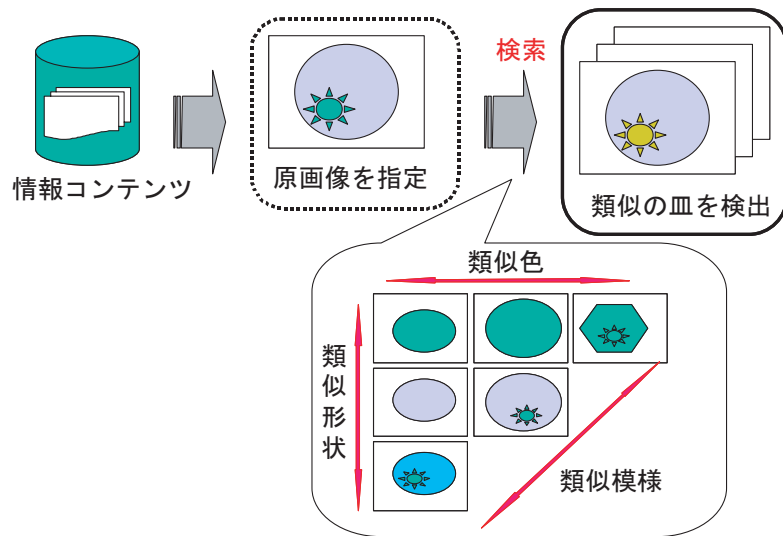 検索
情報コンテンツ
原画像を指定
類似の皿を検出
類似色
類似形状
類似模様